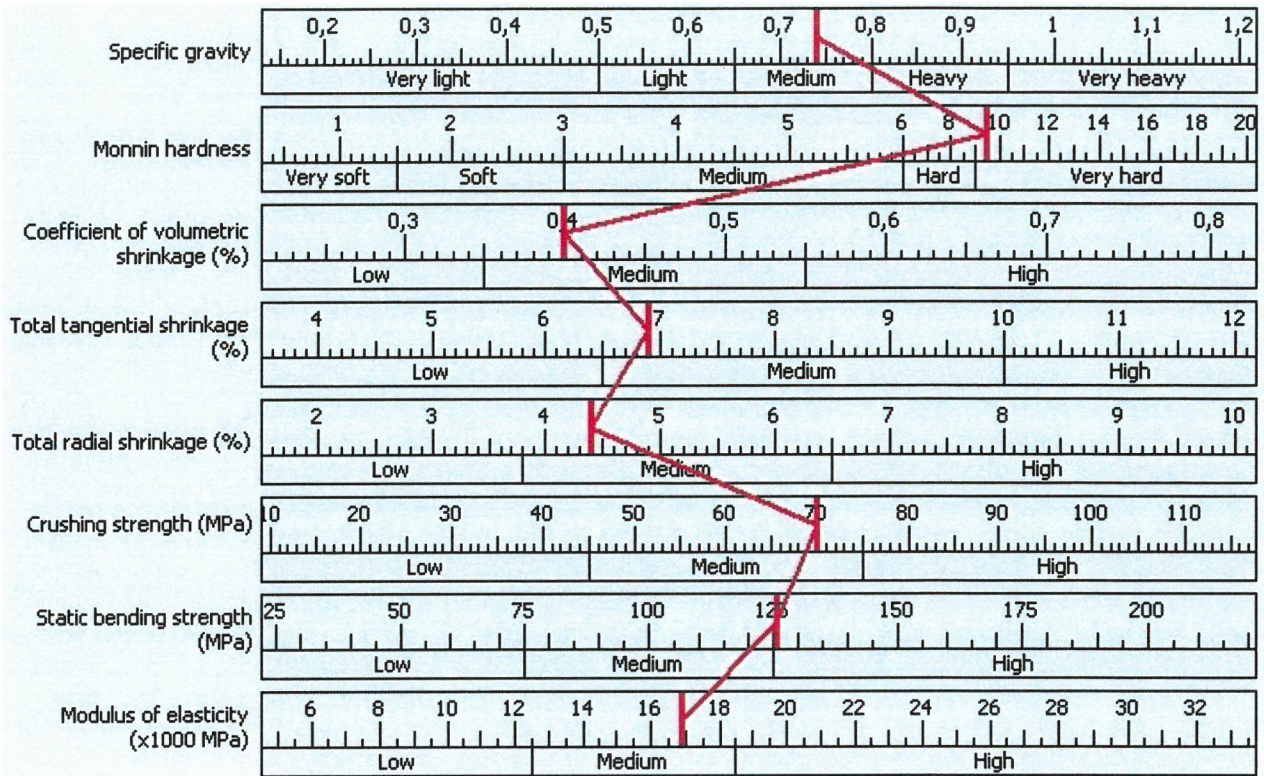 Specific gravity
0,2 0,3 0,4 0,5 0,6 0,7 0,8 0,9 1 1,1 1,2
Very light Light Medium Heavy Very heavy
Monnin hardness
1 2 3 4 5 6 8 10 12 14 16 18 20
Very soft Soft Medium Hard Very hard
Coefficient of volumetric
shrinkage (%)
0,3 0,4 0,5 0,6 0,7 0,8
Low Medium High
Total tangential shrinkage
(%)
4 5 6 7 8 9 10 11 12
Low Medium High
Total radial shrinkage (%)
2 3 4 5 6 7 8 9 10
Low Medium High
Crushing strength (MPa)
10 20 30 40 50 60 70 80 90 100 110
Low Medium High
Static bending strength
(MPa)
25 50 75 100 125 150 175 200
Low Medium High
Modulus of elasticity
(x1000 MPa)
6 8 10 12 14 16 18 20 22 24 26 28 30 32
Low Medium High